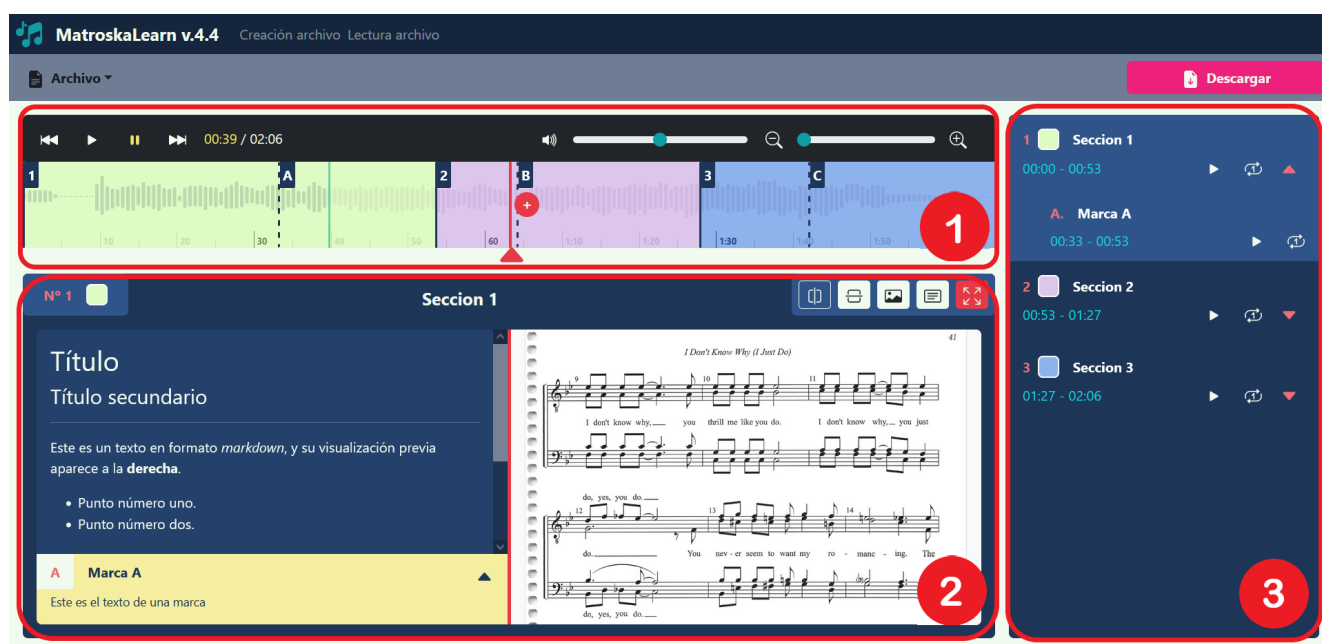 MatroskaLearn v.4.4 Creación archivo Lectura archivo
Archivo
Descargar
00:39 / 02:06
1 A 2 B 3 C
+
10 20 30 40 50 60 1:10 1:20 1:30 1:40 1:50
1
Nº 1
Seccion 1
Título
Título secundario
Este es un texto en formato markdown, y su visualización previa
aparece a la derecha.
• Punto número uno.
• Punto número dos.
A Marca A
Este es el texto de una marca
41
I Don't Know Why (I Just Do)
9 10 11
I don't know why, you thrill me like you do. I don't know why, you just
do, yes, you do.
12 13 14
do. You nev - er seem to want my ro - manc - ing. The
do, yes, you do.
2
1 Seccion 1
00:00 - 00:53
A. Marca A
00:33 - 00:53
2 Seccion 2
00:53 - 01:27
3 Seccion 3
01:27 - 02:06
3